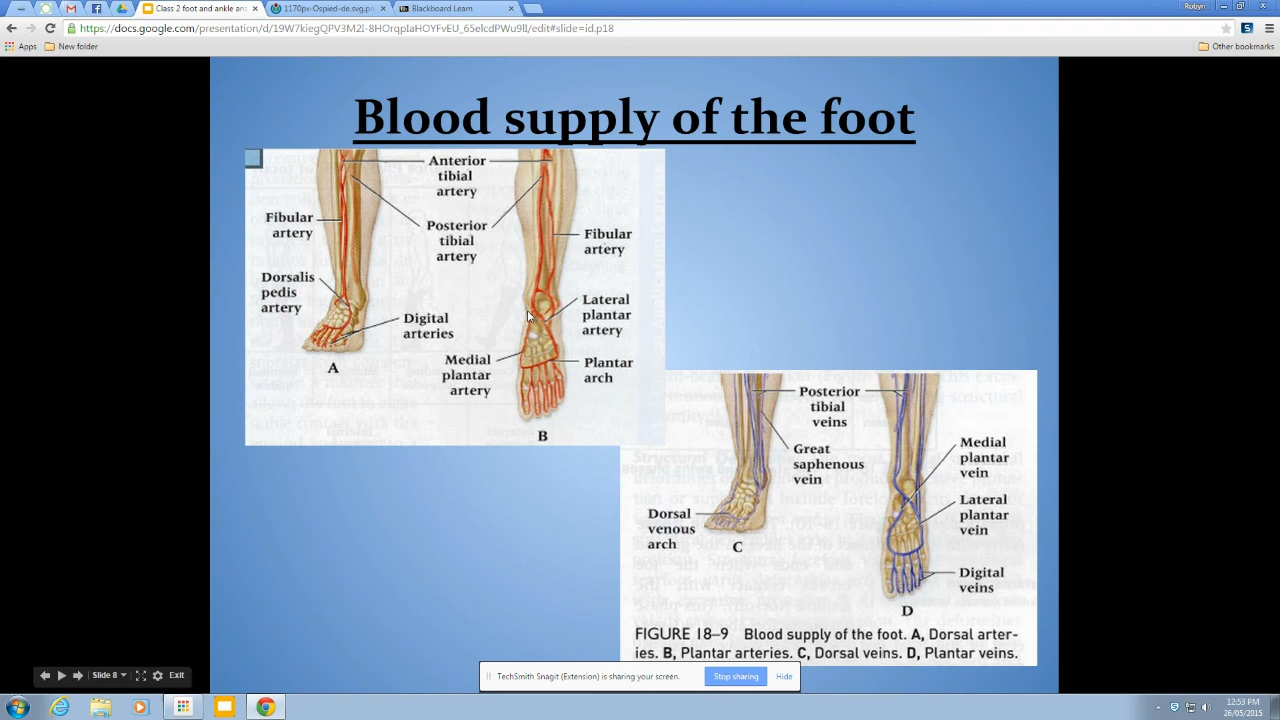 Class 2 foot and ankle an
1170px-Ospied-de.svg.pn
Blackboard Learn
Robyn
https://docs.google.com/presentation/d/19W7kiegQPV3M2I-8HOrqplaHOYFvEU_65elcdPWu9lI/edit#slide=id.p18
Apps
New folder
Other bookmarks
Blood supply of the foot
Anterior
tibial
artery
Posterior
tibial
artery
Fibular
artery
Fibular
artery
Dorsalis
pedis
artery
Digital
arteries
Lateral
plantar
artery
Medial
plantar
artery
Plantar
arch
A
B
Posterior
tibial
veins
Great
saphenous
vein
Medial
plantar
vein
Lateral
plantar
vein
Dorsal
venous
arch
Digital
veins
C
D
FIGURE 18–9 Blood supply of the foot. A, Dorsal arter-
ies. B, Plantar arteries. C, Dorsal veins. D, Plantar veins.
Slide 8
Exit
TechSmith Snagit (Extension) is sharing your screen.
Stop sharing
Hide
12:53 PM
26/05/2015